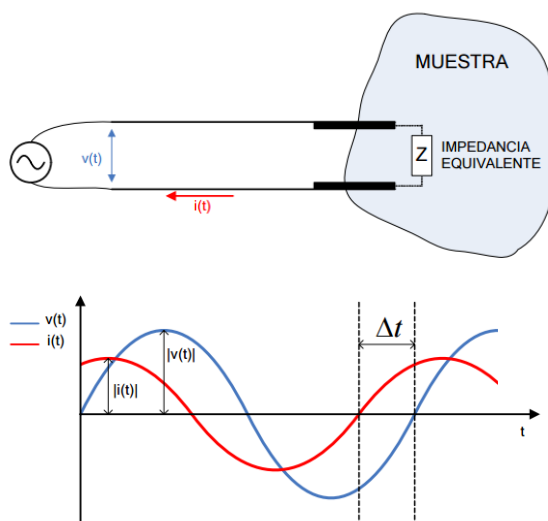 MUESTRA
v(t)
Z
IMPEDANCIA
EQUIVALENTE
i(t)
v(t)
i(t)
Δt
|v(t)|
|i(t)|
t